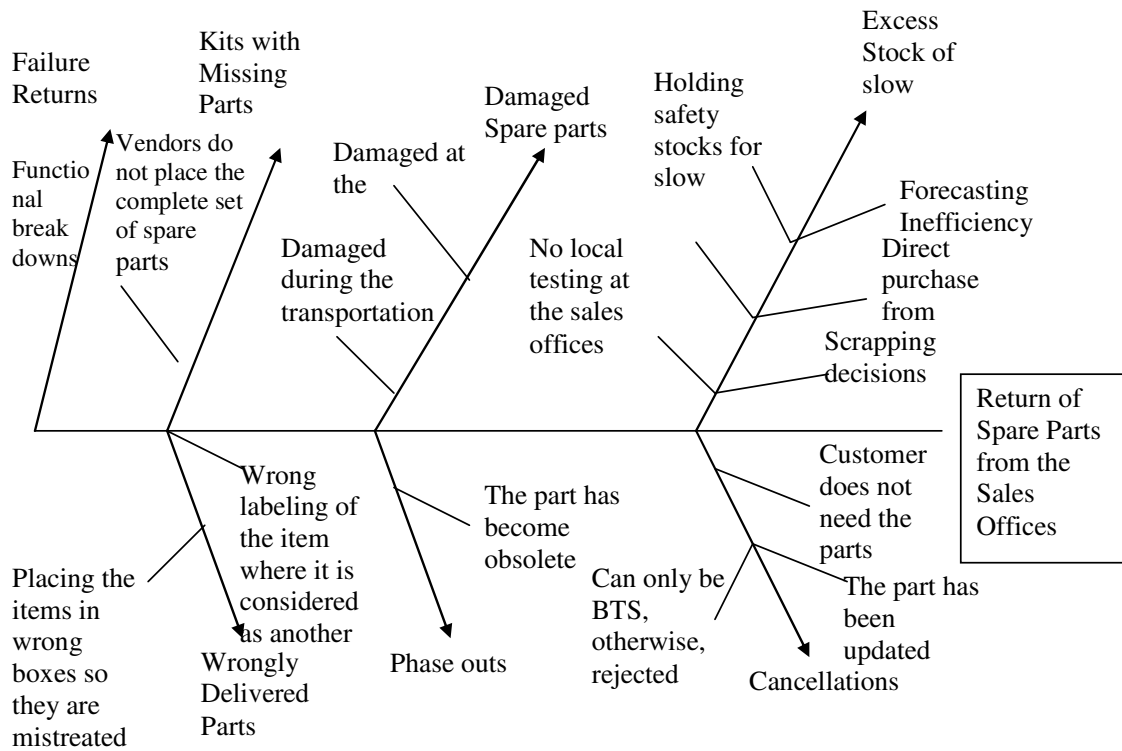 Failure
Returns
Kits with
Missing
Parts
Damaged
Spare parts
Excess
Stock of
slow
Functio
nal
break
downs
Vendors do
not place the
complete set
of spare
parts
Damaged at
the
Damaged
during the
transportation
Holding
safety
stocks for
slow
No local
testing at
the sales
offices
Forecasting
Inefficiency
Direct
purchase
from
Scrapping
decisions
Return of
Spare Parts
from the
Sales
Offices
Placing the
items in
wrong
boxes so
they are
mistreated
Wrong
labeling of
the item
where it is
considered
as another
Wrongly
Delivered
Parts
The part has
become
obsolete
Phase outs
Can only be
BTS,
otherwise,
rejected
Customer
does not
need the
parts
The part has
been
updated
Cancellations